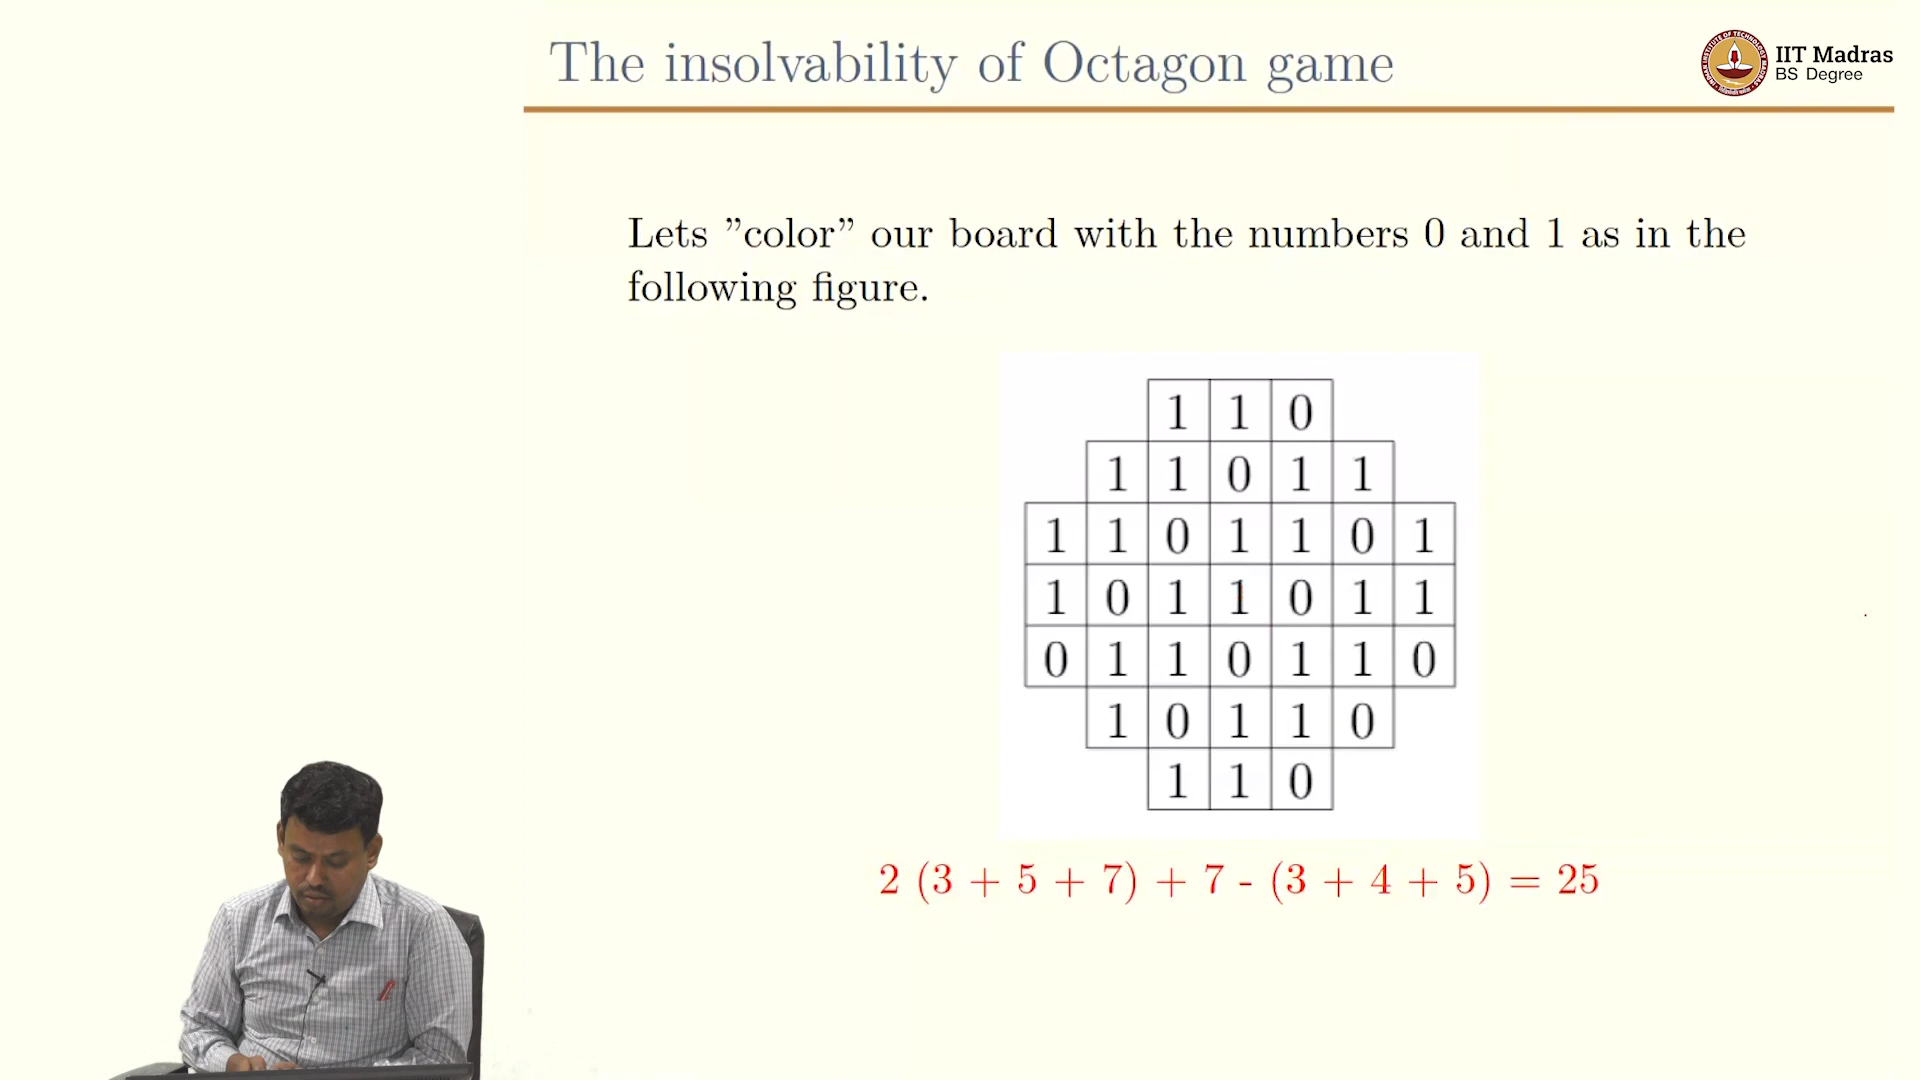 The insolvability of Octagon game
IIT Madras
BS Degree
Lets ”color” our board with the numbers 0 and 1 as in the
following figure.
1 1 0
1 1 0 1 1
1 1 0 1 1 0 1
1 0 1 1 0 1 1
0 1 1 0 1 1 0
1 0 1 1 0
1 1 0
2 (3 + 5 + 7) + 7 - (3 + 4 + 5) = 25